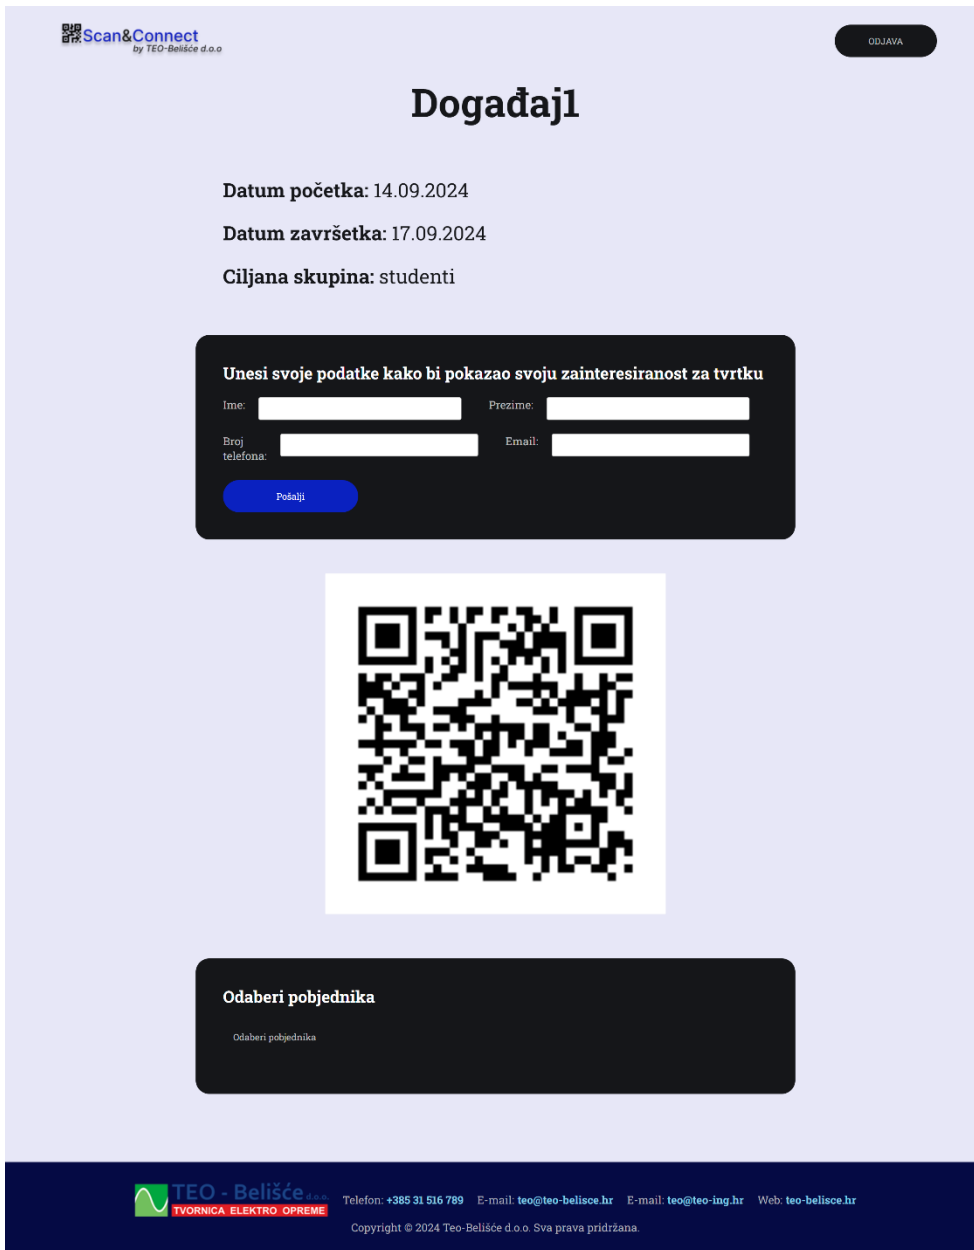 Scan&Connect
by TEO-Belišće d.o.o
ODJAVA
Događaj1
Datum početka: 14.09.2024
Datum završetka: 17.09.2024
Ciljana skupina: studenti
Unesi svoje podatke kako bi pokazao svoju zainteresiranost za tvrtku
Ime:
Prezime:
Broj
telefona:
Email:
Pošalji
Odaberi pobjednika
Odaberi pobjednika
TEO - Belišće d.o.o.
TVORNICA ELEKTRO OPREME
Telefon: +385 31 516 789 E-mail: teo@teo-belisce.hr E-mail: teo@teo-ing.hr Web: teo-belisce.hr
Copyright © 2024 Teo-Belišće d.o.o. Sva prava pridržana.